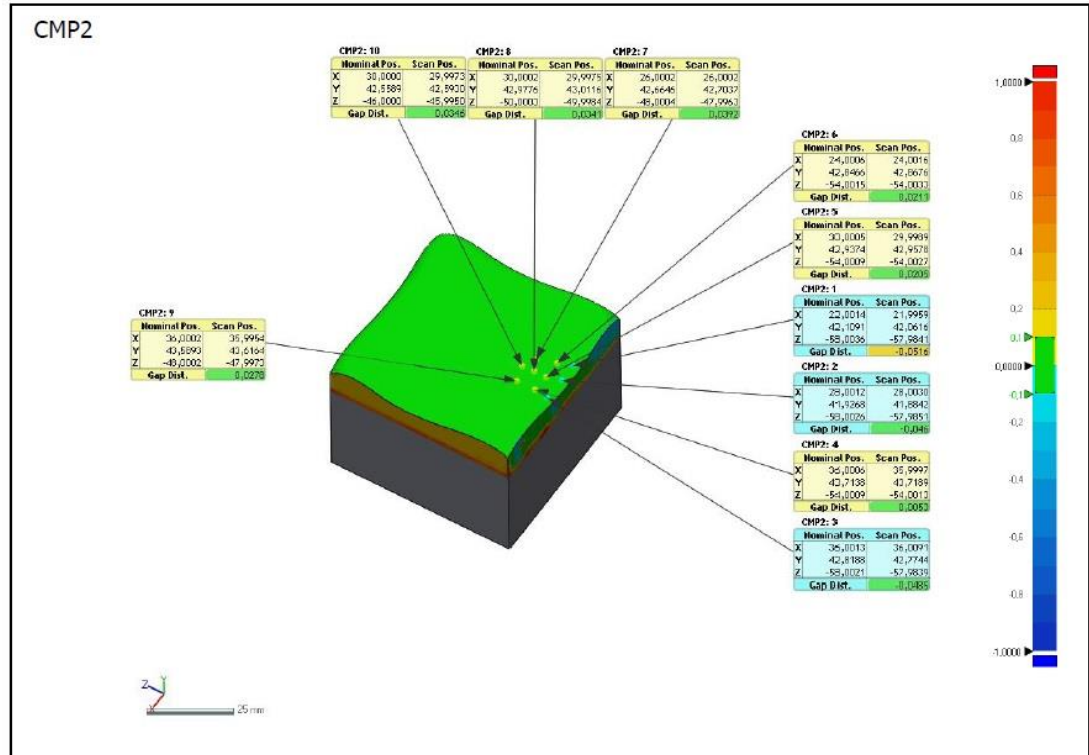 CMP2
CMP2: 10
Nominal Pos. Scan Pos.
X 30,0000 29,9973
Y 42,5589 42,5930
Z -46,0000 -45,9950
Gap Dist. 0,0346
CMP2: 8
Nominal Pos. Scan Pos.
X 30,0002 29,9975
Y 42,9776 43,0116
Z -50,0003 -49,9984
Gap Dist. 0,0341
CMP2: 7
Nominal Pos. Scan Pos.
X 26,0002 26,0002
Y 42,6646 42,7037
Z -48,0004 -47,9963
Gap Dist. 0,0392
CMP2: 6
Nominal Pos. Scan Pos.
X 24,0006 24,0016
Y 42,8466 42,8676
Z -54,0015 -54,0033
Gap Dist. 0,0211
CMP2: 5
Nominal Pos. Scan Pos.
X 30,0005 29,9989
Y 42,9374 42,9578
Z -54,0009 -54,0027
Gap Dist. 0,0205
CMP2: 1
Nominal Pos. Scan Pos.
X 22,0014 21,9959
Y 42,1091 42,0616
Z -58,0036 -57,9841
Gap Dist. -0,0516
CMP2: 2
Nominal Pos. Scan Pos.
X 28,0012 28,0030
Y 41,9268 41,8842
Z -58,0026 -57,9851
Gap Dist. -0,046
CMP2: 4
Nominal Pos. Scan Pos.
X 36,0006 35,9997
Y 43,7138 43,7189
Z -54,0009 -54,0013
Gap Dist. 0,0053
CMP2: 3
Nominal Pos. Scan Pos.
X 36,0013 36,0091
Y 42,8188 42,7744
Z -58,0021 -57,9839
Gap Dist. -0,0485
CMP2: 9
Nominal Pos. Scan Pos.
X 36,0002 35,9954
Y 43,5893 43,6164
Z -48,0002 -47,9973
Gap Dist. 0,0278
1,0000
0.8
0.6
0.4
0,2
0.1
0,0000
-0.1
-0,2
-0.4
-0,6
-0.8
-1.0000
Z Y
X
25 mm